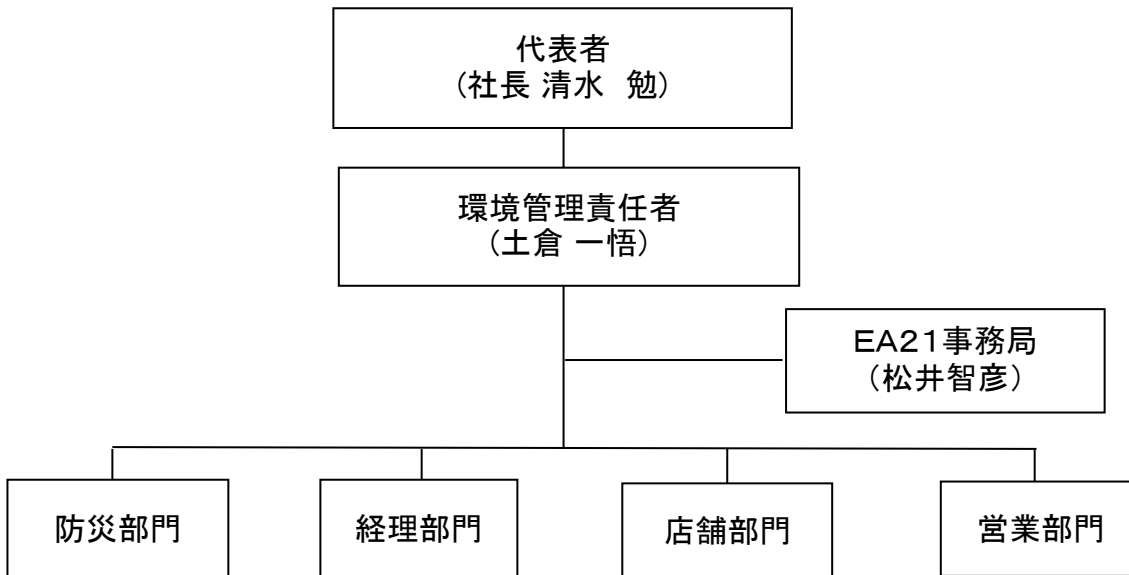 代表者
(社長 清水　勉)
環境管理責任者
(土倉 一悟)
EA21事務局
(松井智彦)
防災部門
経理部門
店舗部門
営業部門